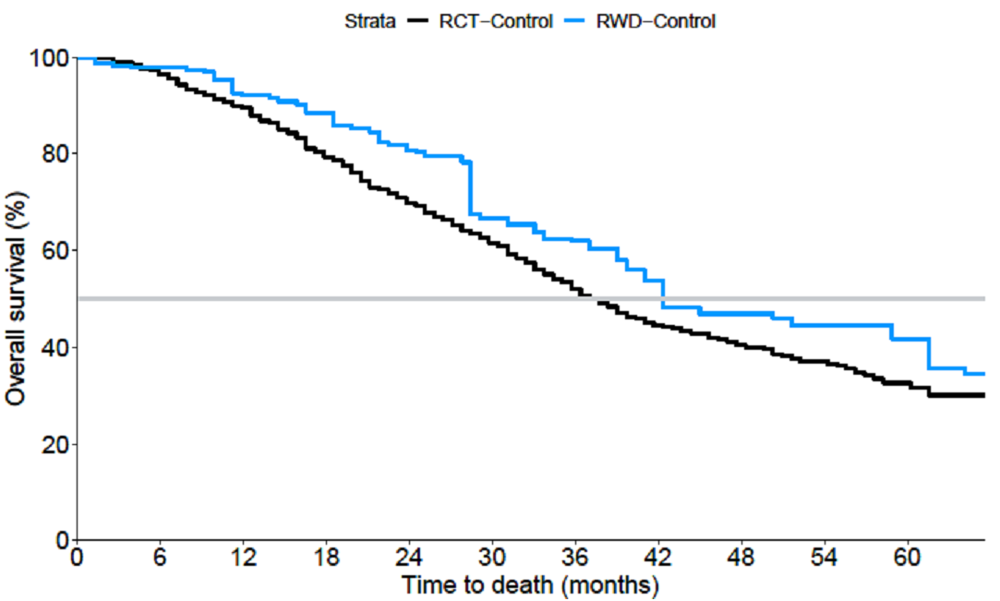 Strata RCT−Control RWD−Control
100
80
60
40
20
0
Overall survival (%)
0 6 12 18 24 30 36 42 48 54 60
Time to death (months)